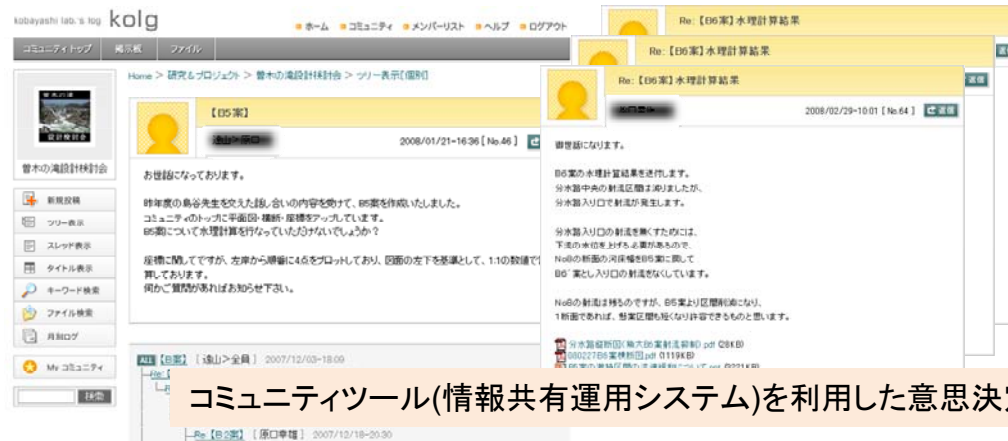 kobayashi lab.'s log kolg
ホーム コミュニティ メンバーリスト ヘルプ ログアウト
コミュニティトップ 掲示板 ファイル
Home > 研究&プロジェクト > 曽木の滝設計検討会 > ツリー表示[個別]
曽木の滝設計検討会
新規投稿
ツリー表示
スレッド表示
タイトル表示
キーワード検索
ファイル検索
月別ログ
My コミュニティ
検索
【B5案】
2008/01/21-16:36 [ No.46 ]
お世話になっております。
昨年度の島谷先生を交えた話し合いの内容を受けて、B5案を作成いたしました。
コミュニティのトップに平面図・横断・座標をアップしています。
B5案について水理計算を行なっていただけないでしょうか?
座標に関してですが、左岸から順番に4点をプロットしており、図面の左下を基準として、1:1の数値で
算しております。
何かご質問があればお知らせ下さい。
ALL 【B案】 [ 遠山>全員 ] 2007/12/03-18:09
Re:【B2案】 [ 原口幸雄 ] 2007/12/18-20:30
Re: 【B6案】水理計算結果
Re: 【B6案】水理計算結果
Re: 【B6案】水理計算結果
2008/02/29-10:01 [ No.64 ] 返信
御世話になります。
B6案の水理計算結果を送付します。
分水路中央の射流区間は減りましたが、
分水路入り口で射流が発生します。
分水路入り口の射流を無くすためには、
下流の水位を上げる必要があるので、
No8の断面の河床幅をB5案に戻して
B6´案とし入り口の射流をなくしています。
No8の射流は残るのですが、B5案より区間削減になり、
1断面であれば、懸案区間も短くなり許容できるものと思います。
080227B6案横断図.pdf (1119KB)
コミュニティツール(情報共有運用システム)を利用した意思決